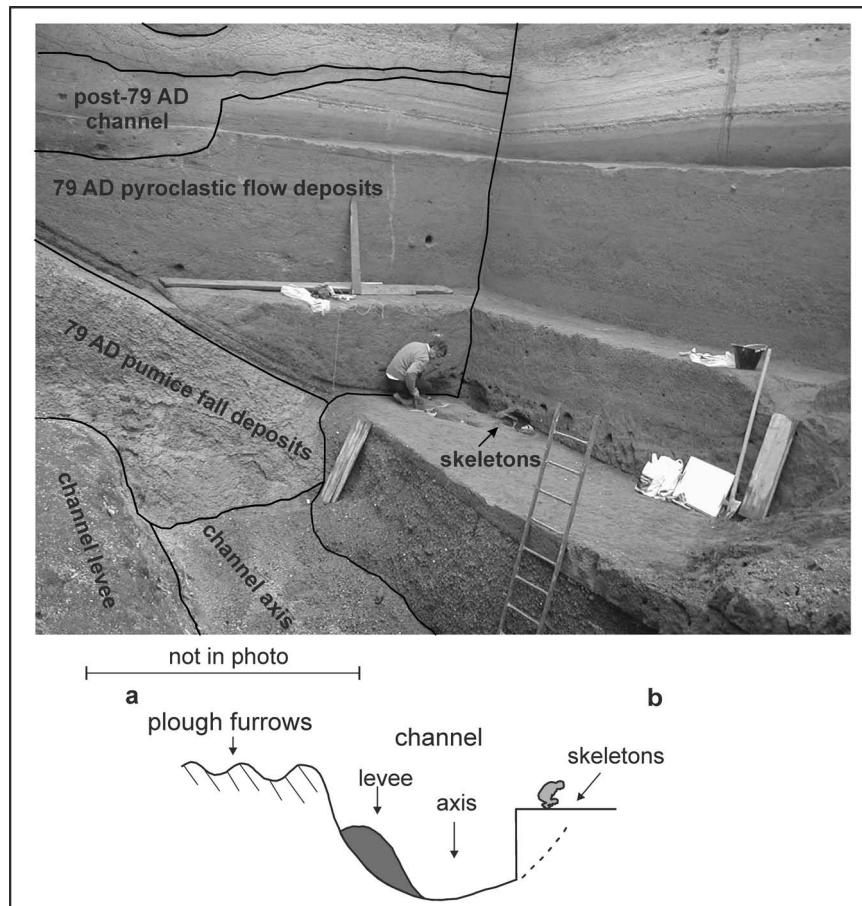 post-79 AD
channel
79 AD pyroclastic flow deposits
79 AD pumice fall deposits
skeletons
channel levee
channel axis
not in photo
a
b
plough furrows
channel
skeletons
levee
axis